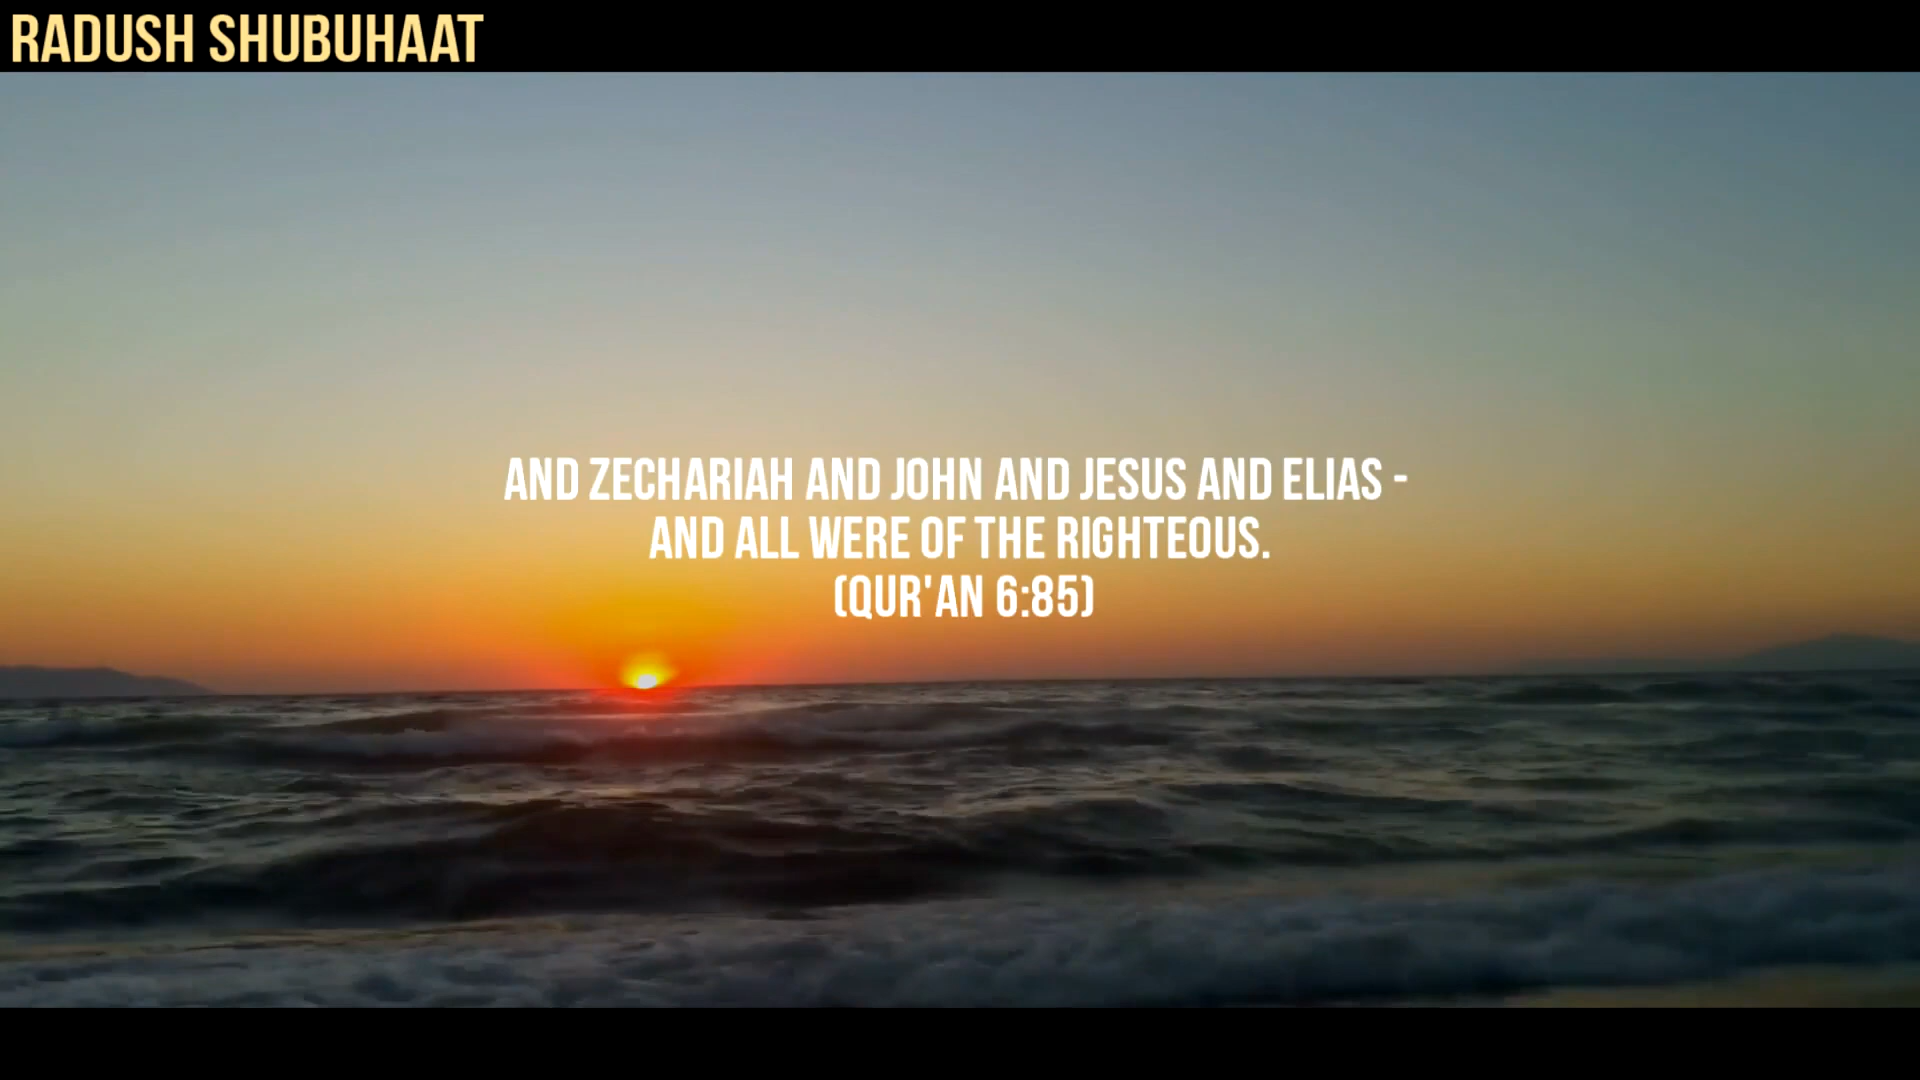 RADUSH SHUBUHAAT
AND ZECHARIAH AND JOHN AND JESUS AND ELIAS -
AND ALL WERE OF THE RIGHTEOUS.
(QUR'AN 6:85)